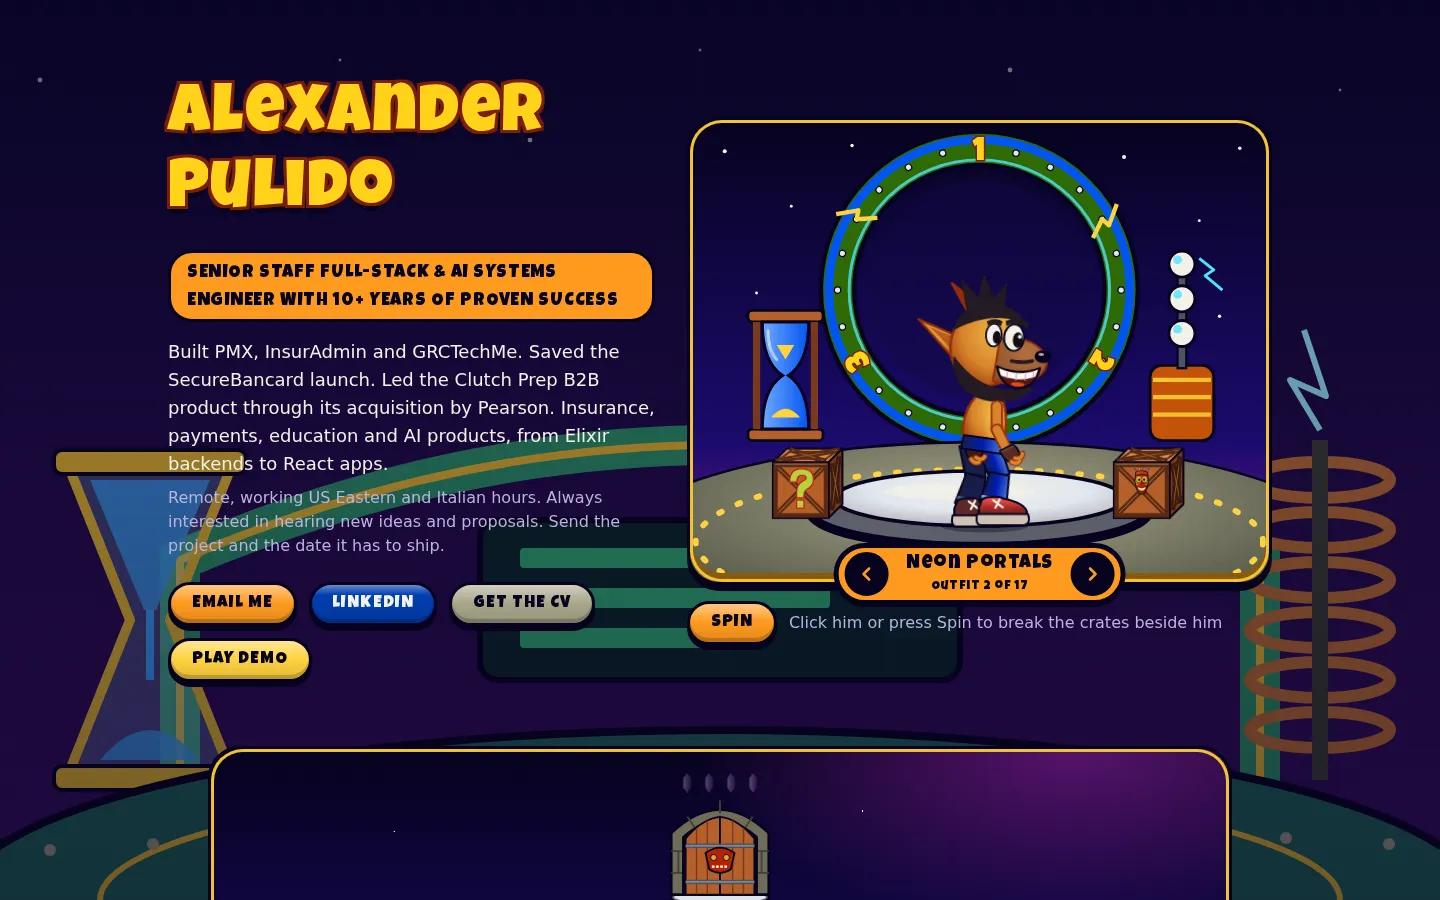 ALexAnDeR
PuLIDO
SENIOR STAFF FULL-STACK & AI SYSTEMS
ENGINEER WITH 10+ YEARS OF PROVEN SUCCESS
Built PMX, InsurAdmin and GRCTechMe. Saved the
SecureBancard launch. Led the Clutch Prep B2B
product through its acquisition by Pearson. Insurance,
payments, education and AI products, from Elixir
backends to React apps.
Remote, working US Eastern and Italian hours. Always
interested in hearing new ideas and proposals. Send the
project and the date it has to ship.
EMAIL ME
LINKEDIN
GET THE CV
PLAY DEMO
1
3
2
?
Neon PORTALS
OUTFIT 2 OF 17
SPIN
Click him or press Spin to break the crates beside him